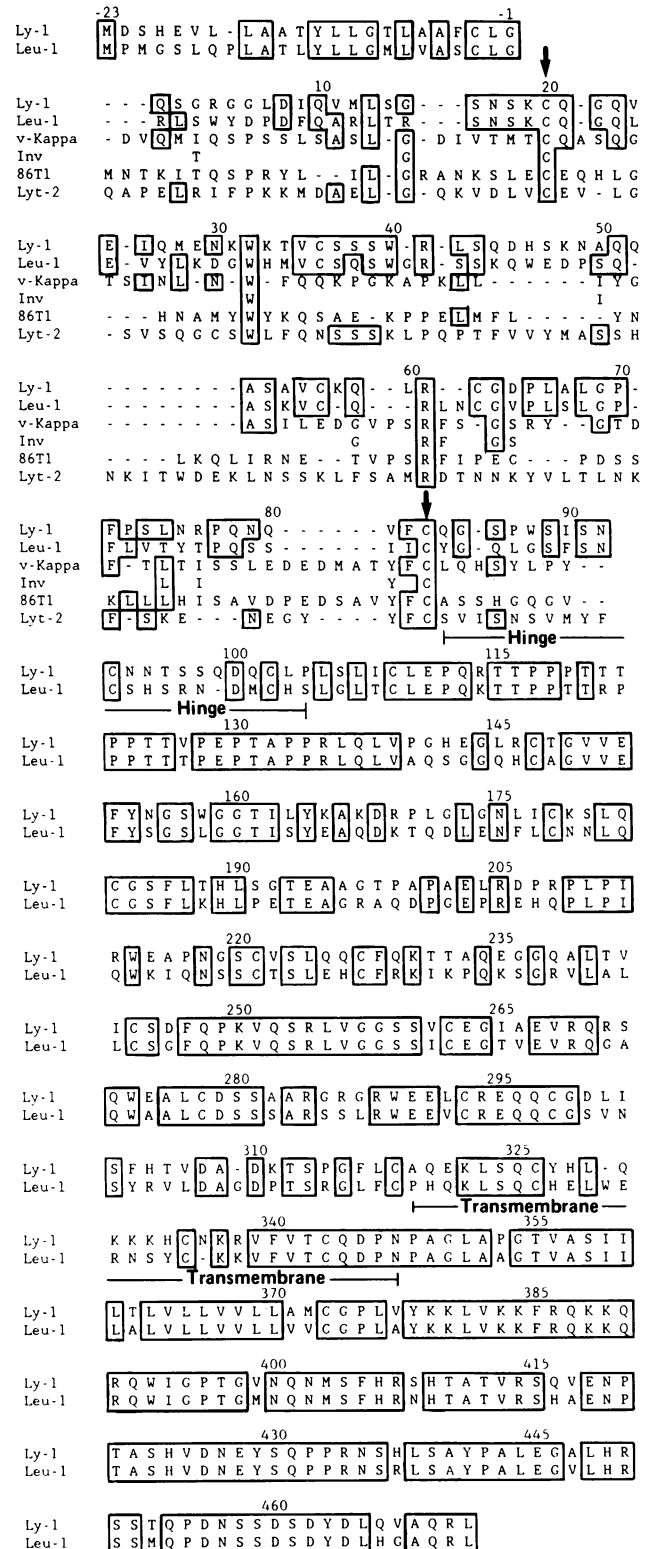 -23 -1
Ly-1 M D S H E V L - L A A T Y L L G T L A A F C L G
Leu-1 M P M G S L Q P L A T L Y L L G M L V A S C L G
10 20
Ly-1 - - - Q S G R G G L D I Q V M L S G - - - S N S K C Q - G Q V
Leu-1 - - - R L S W Y D P D F Q A R L T R - - - S N S K C Q - G Q L
v-Kappa - D V Q M I Q S P S S L S A S L - G - D I V T M T C Q A S Q G
Inv T G C
86T1 M N T K I T Q S P R Y L - I L - G R A N K S L E C E Q H L G
Lyt-2 Q A P E L R I F P K K M D A E L - G Q K V D L V C E V - L G
30 40 50
Ly-1 E - I Q M E N K W K T V C S S S W - R - L S Q D H S K N A Q Q
Leu-1 E - V Y L K D G W H M V C S Q S W G R - S S K Q W E D P S Q -
v-Kappa T S I N L - N - W - F Q Q K P G K A P K L L - - - - I Y G
Inv W I
86T1 - - H N A M Y W Y K Q S A E - K P P E L M F L - - - Y N
Lyt-2 - S V S Q G C S W L F Q N S S S K L P Q P T F V V Y M A S S H
60 70
Ly-1 - - - - - - - - A S A V C K Q - - L R - - C G D P L A L G P -
Leu-1 - - - - - - - - A S K V C - Q - - - R L N C G V P L S L G P -
v-Kappa - - - - - - - - A S I L E D G V P S R F S - G S R Y - G T D
Inv G R F G S
86T1 - - - - L K Q L I R N E - T V P S R F I P E C - - P D S S
Lyt-2 N K I T W D E K L N S S K L F S A M R D T N N K Y V L T L N K
80 90
Ly-1 F P S L N R P Q N Q - - - - - - V F C Q G - S P W S I S N
Leu-1 F L V T Y T P Q S S - - - - - - I I C Y G - Q L G S F S N
v-Kappa F - T L T I S S L E D E D M A T Y F C L Q H S Y L P Y - -
Inv L I Y C
86T1 K L L L H I S A V D P E D S A V Y F C A S S H G Q G V - -
Lyt-2 F - S K E - - N E G Y - - - Y F C S V I S N S V M Y F
Hinge
100 115
Ly-1 C N N T S S Q D Q C L P L S L I C L E P Q R T T P P P T T T
Leu-1 C S H S R N - D M C H S L G L T C L E P Q K T T P P T T R P
Hinge
130 145
Ly-1 P P T T V P E P T A P P R L Q L V P G H E G L R C T G V V E
Leu-1 P P T T T P E P T A P P R L Q L V A Q S G G Q H C A G V V E
160 175
Ly-1 F Y N G S W G G T I L Y K A K D R P L G L G N L I C K S L Q
Leu-1 F Y S G S L G G T I S Y E A Q D K T Q D L E N F L C N N L Q
190 205
Ly-1 C G S F L T H L S G T E A A G T P A P A E L R D P R P L P I
Leu-1 C G S F L K H L P E T E A G R A Q D P G E P R E H Q P L P I
220 235
Ly-1 R W E A P N G S C V S L Q Q C F Q K T T A Q E G G Q A L T V
Leu-1 Q W K I Q N S S C T S L E H C F R K I K P Q K S G R V L A L
250 265
Ly-1 I C S D F Q P K V Q S R L V G G S S V C E G I A E V R Q R S
Leu-1 L C S G F Q P K V Q S R L V G G S S I C E G T V E V R Q G A
280 295
Ly-1 Q W E A L C D S S A A R G R G R W E E L C R E Q Q C G D L I
Leu-1 Q W A A L C D S S S A R S S L R W E E V C R E Q Q C G S V N
310 325
Ly-1 S F H T V D A - D K T S P G F L C A Q E K L S Q C Y H L - Q
Leu-1 S Y R V L D A G D P T S R G L F C P H Q K L S Q C H E L W E
Transmembrane
340 355
Ly-1 K K K H C N K R V F V T C Q D P N P A G L A P G T V A S I I
Leu-1 R N S Y C - K K V F V T C Q D P N P A G L A A G T V A S I I
Transmembrane
370 385
Ly-1 L T L V L L V V L L A M C G P L V Y K K L V K K F R Q K K Q
Leu-1 L A L V L L V V L L V V C G P L A Y K K L V K K F R Q K K Q
400 415
Ly-1 R Q W I G P T G V N Q N M S F H R S H T A T V R S Q V E N P
Leu-1 R Q W I G P T G M N Q N M S F H R N H T A T V R S H A E N P
430 445
Ly-1 T A S H V D N E Y S Q P P R N S H L S A Y P A L E G A L H R
Leu-1 T A S H V D N E Y S Q P P R N S R L S A Y P A L E G V L H R
460
Ly-1 S S T Q P D N S S D S D Y D L Q V A Q R L
Leu-1 S S M Q P D N S S D S D Y D L H G A Q R L